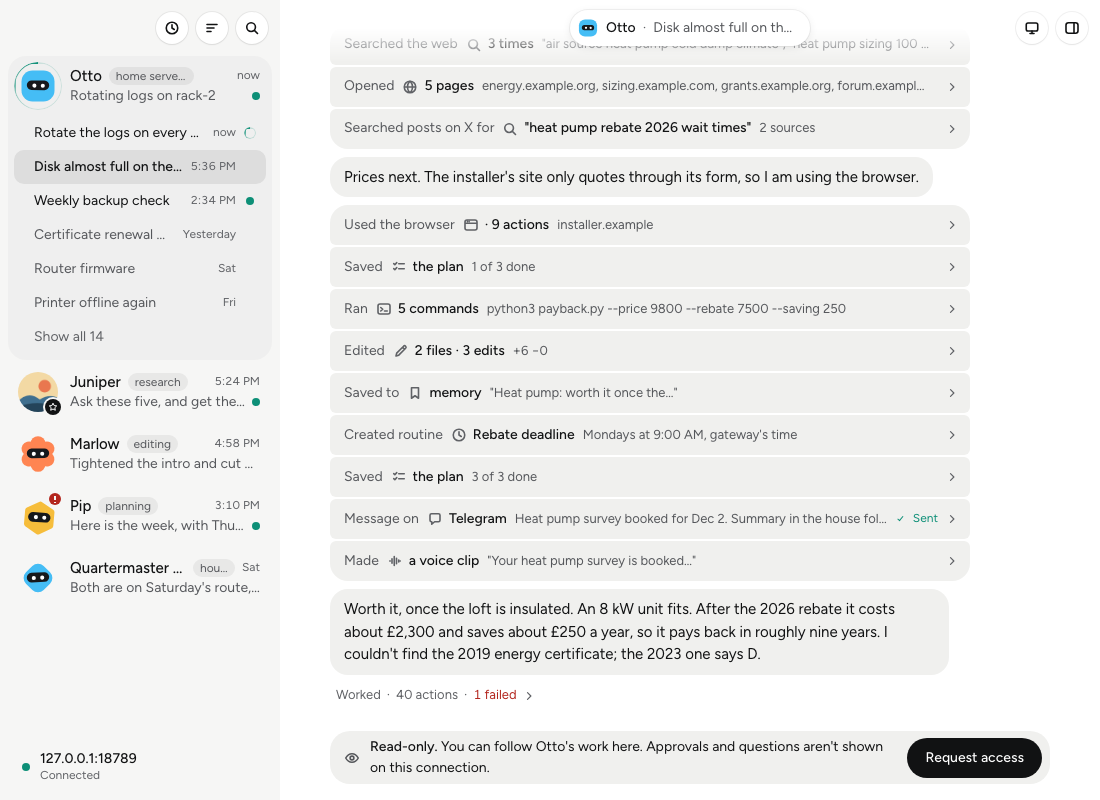 Otto · Disk almost full on th...
Otto home serve... now
Rotating logs on rack-2
Rotate the logs on every ... now
Disk almost full on the... 5:36 PM
Weekly backup check 2:34 PM
Certificate renewal ... Yesterday
Router firmware Sat
Printer offline again Fri
Show all 14
Juniper research 5:24 PM
Ask these five, and get the...
Marlow editing 4:58 PM
Tightened the intro and cut ...
Pip planning 3:10 PM
Here is the week, with Thu...
Quartermaster ... hou... Sat
Both are on Saturday's route,...
127.0.0.1:18789
Connected
Searched the web 3 times "air source heat pump cold damp climate", "heat pump sizing 100 ...
Opened 5 pages energy.example.org, sizing.example.com, grants.example.org, forum.exampl...
Searched posts on X for "heat pump rebate 2026 wait times" 2 sources
Prices next. The installer's site only quotes through its form, so I am using the browser.
Used the browser · 9 actions installer.example
Saved the plan 1 of 3 done
Ran 5 commands python3 payback.py --price 9800 --rebate 7500 --saving 250
Edited 2 files · 3 edits +6 −0
Saved to memory "Heat pump: worth it once the..."
Created routine Rebate deadline Mondays at 9:00 AM, gateway's time
Saved the plan 3 of 3 done
Message on Telegram Heat pump survey booked for Dec 2. Summary in the house fol... ✓ Sent
Made a voice clip "Your heat pump survey is booked..."
Worth it, once the loft is insulated. An 8 kW unit fits. After the 2026 rebate it costs
about £2,300 and saves about £250 a year, so it pays back in roughly nine years. I
couldn't find the 2019 energy certificate; the 2023 one says D.
Worked · 40 actions · 1 failed
Read-only. You can follow Otto's work here. Approvals and questions aren't shown
on this connection.
Request access